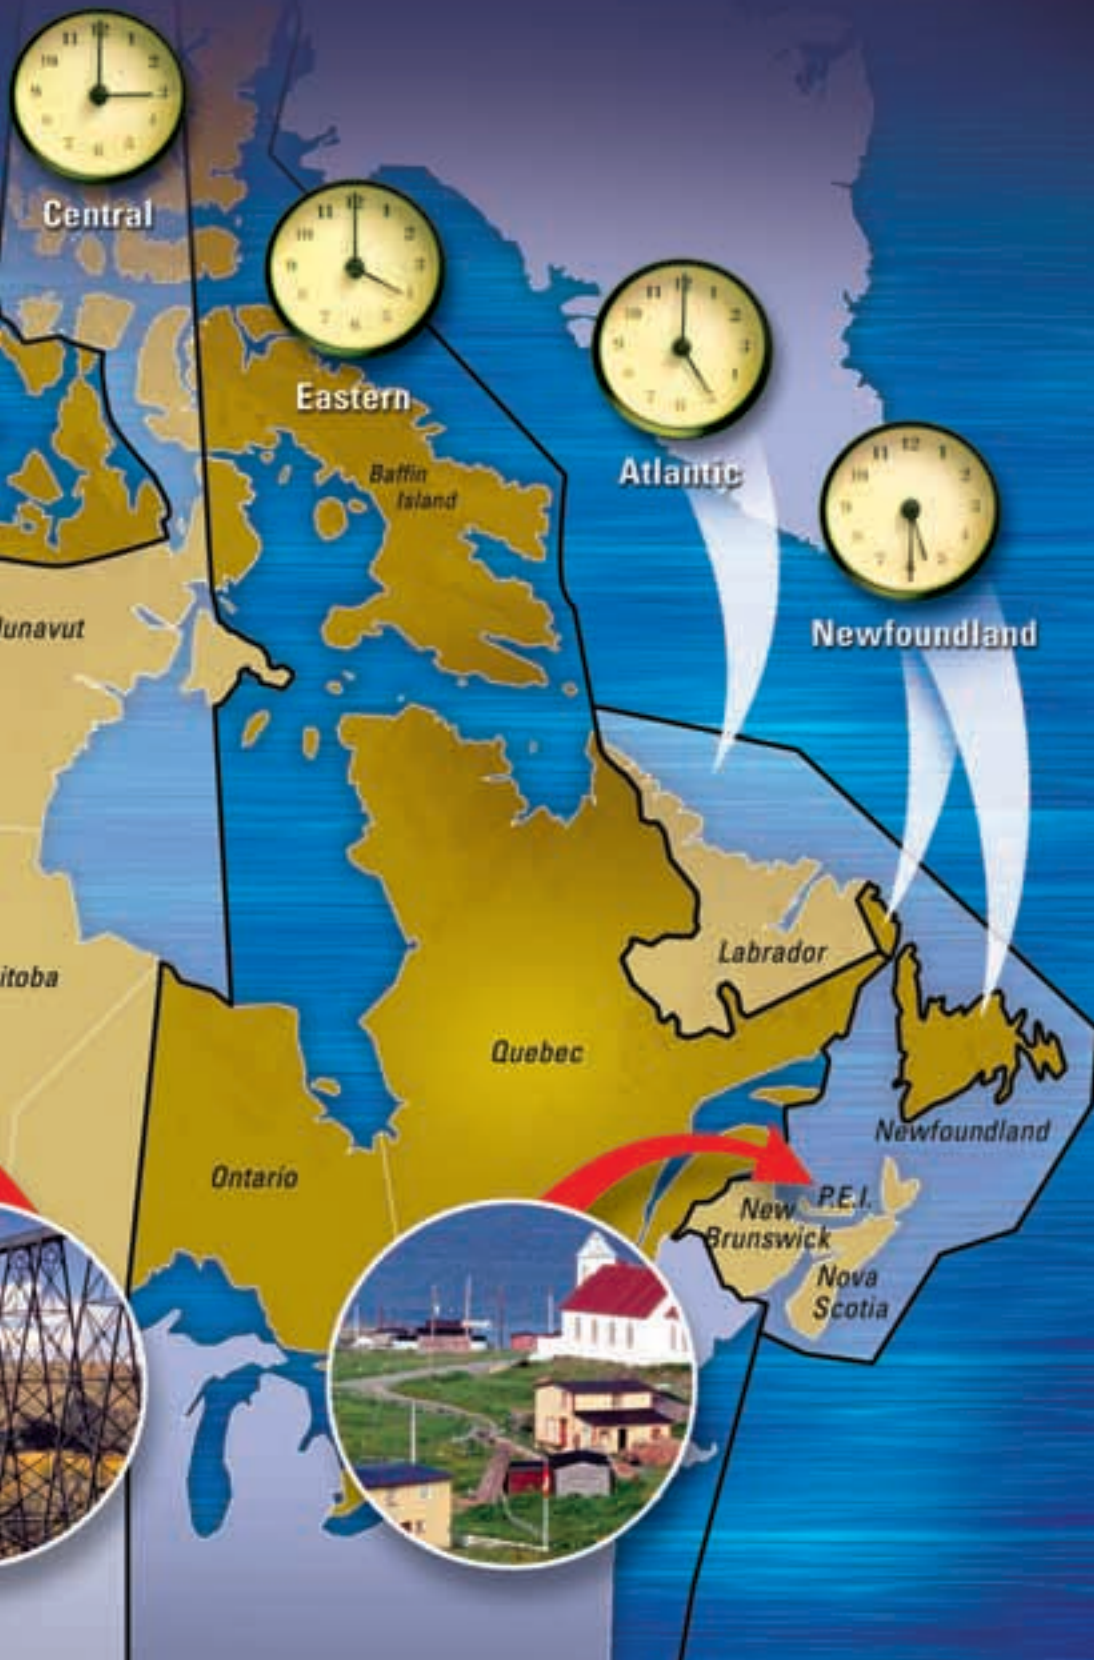 Central
Eastern
Atlantic
Newfoundland
Baffin
Island
unavut
Labrador
itoba
Quebec
Newfoundland
Ontario
P.E.I.
New
Brunswick
Nova
Scotia